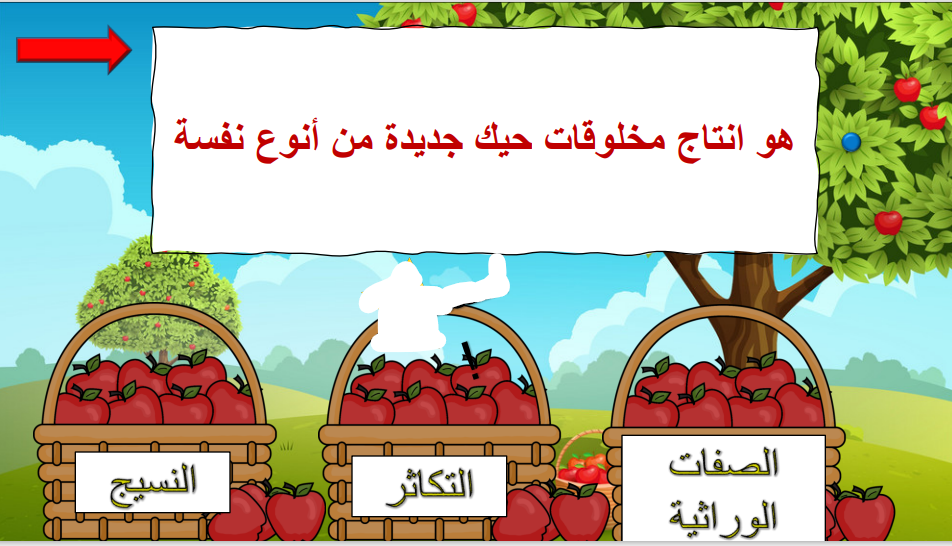 هو انتاج مخلوقات حيك جديدة من أنوع نفسة
!
الصفات
الوراثية
التكاثر
النسيج